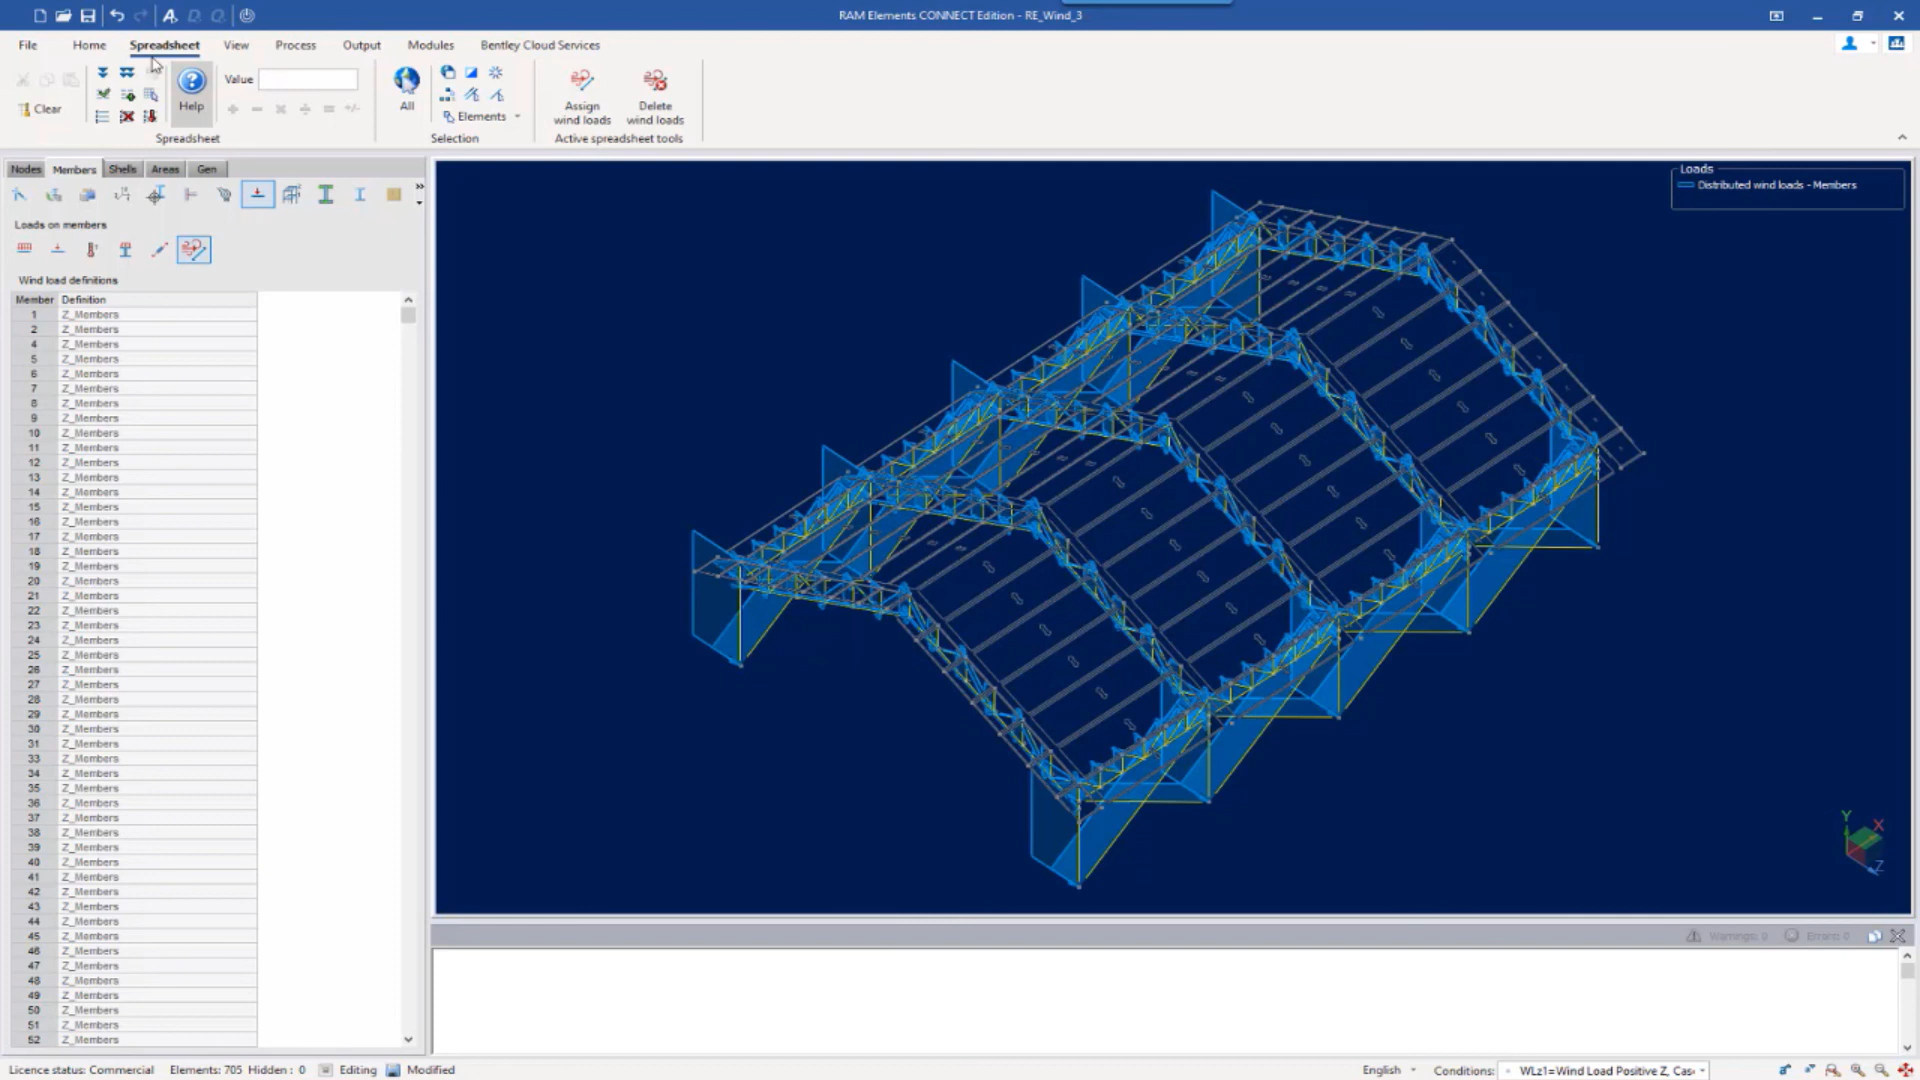 RAM Elements CONNECT Edition - RE_Wind_3
File Home Spreadsheet View Process Output Modules Bentley Cloud Services
Clear
Help
Value
All
Elements
Assign wind loads
Delete wind loads
Spreadsheet
Selection
Active spreadsheet tools
Nodes Members Shells Areas Gen
Loads on members
Wind load definitions
Member Definition
1 Z_Members
2 Z_Members
4 Z_Members
5 Z_Members
6 Z_Members
7 Z_Members
8 Z_Members
9 Z_Members
10 Z_Members
11 Z_Members
12 Z_Members
13 Z_Members
14 Z_Members
15 Z_Members
16 Z_Members
17 Z_Members
18 Z_Members
19 Z_Members
20 Z_Members
21 Z_Members
22 Z_Members
23 Z_Members
24 Z_Members
25 Z_Members
26 Z_Members
27 Z_Members
28 Z_Members
29 Z_Members
30 Z_Members
31 Z_Members
33 Z_Members
34 Z_Members
35 Z_Members
36 Z_Members
37 Z_Members
38 Z_Members
39 Z_Members
40 Z_Members
41 Z_Members
42 Z_Members
43 Z_Members
44 Z_Members
45 Z_Members
46 Z_Members
47 Z_Members
48 Z_Members
49 Z_Members
50 Z_Members
51 Z_Members
52 Z_Members
Loads
Distributed wind loads - Members
Y
X
Z
Warnings: 0 Errors: 0
Licence status: Commercial Elements: 705 Hidden : 0 Editing Modified
English Conditions: WLz1=Wind Load Positive Z, Cas